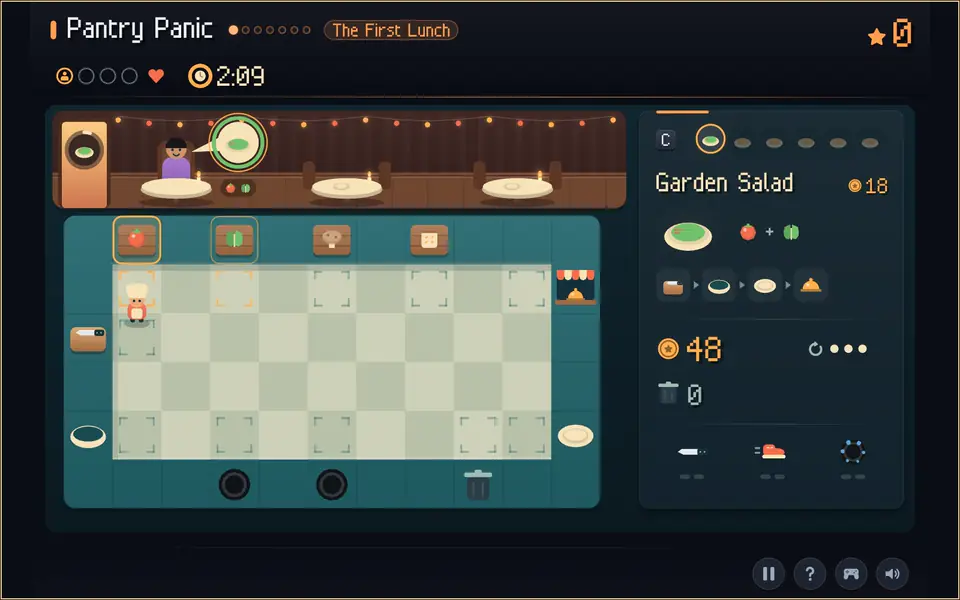 Pantry Panic
The First Lunch
0
2:09
C
Garden Salad
18
+
48
0
?